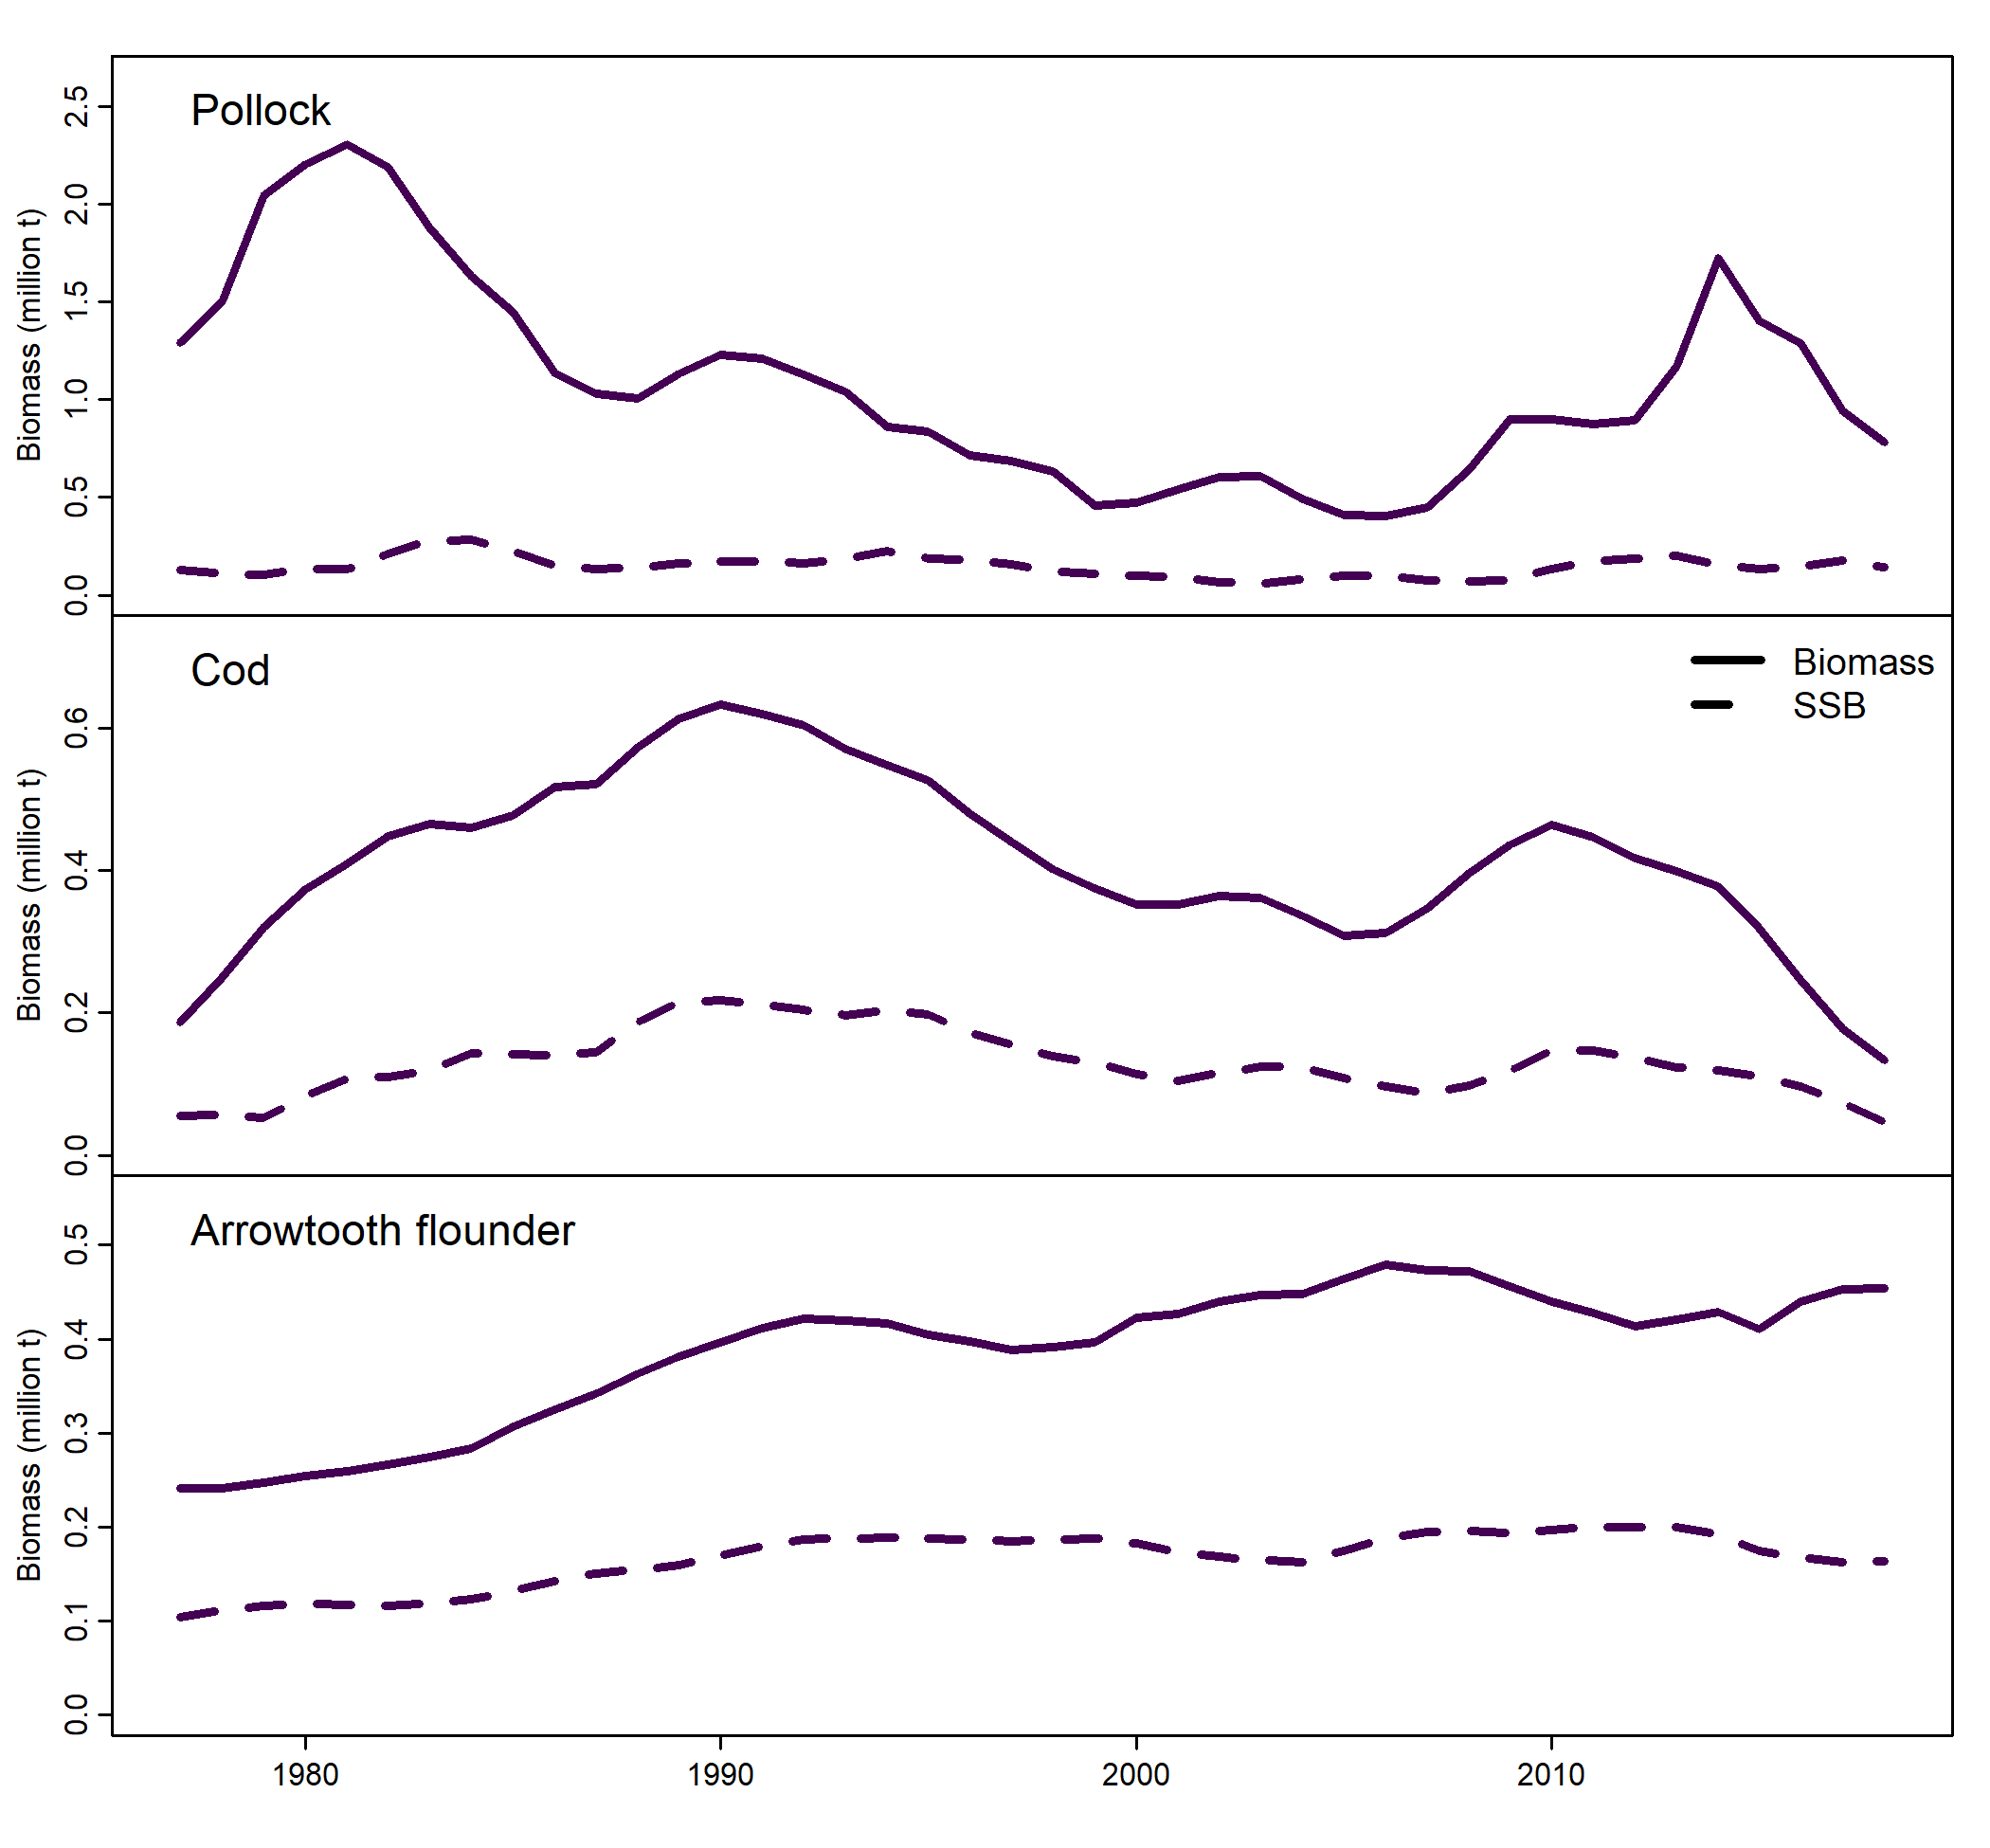 Pollock
Biomass (million t)
0.0 0.5 1.0 1.5 2.0 2.5
Cod
Biomass
SSB
Biomass (million t)
0.0 0.2 0.4 0.6
Arrowtooth flounder
Biomass (million t)
0.0 0.1 0.2 0.3 0.4 0.5
1980 1990 2000 2010